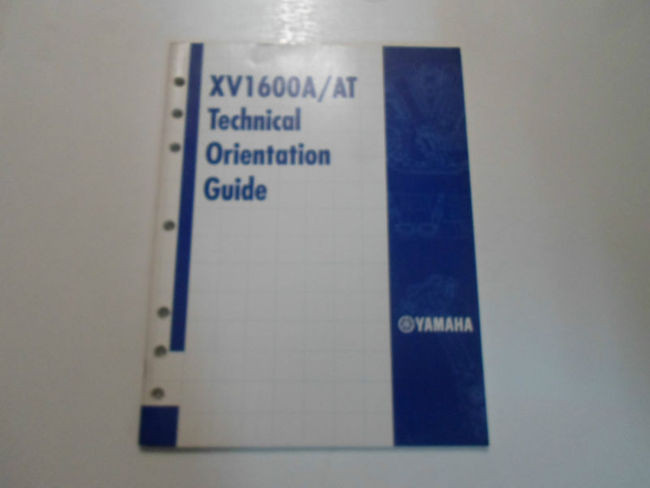 XV1600A/AT
Technical
Orientation
Guide
YAMAHA